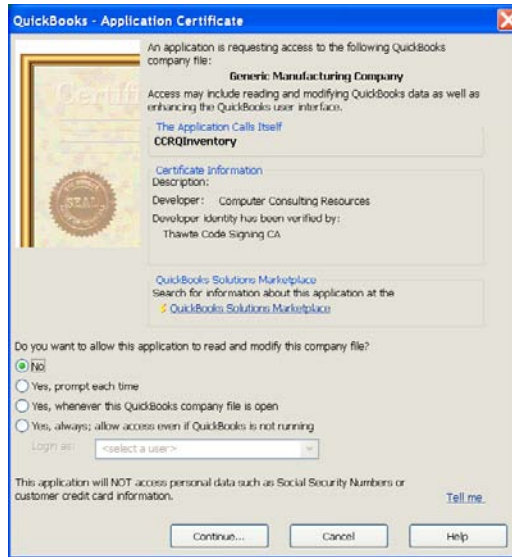 QuickBooks - Application Certificate
An application is requesting access to the following QuickBooks
company file:
Generic Manufacturing Company
Access may include reading and modifying QuickBooks data as well as
enhancing the QuickBooks user interface.
The Application Calls Itself
CCRQInventory
Certificate Information
Description:
Developer: Computer Consulting Resources
Developer identity has been verified by:
Thawte Code Signing CA
QuickBooks Solutions Marketplace
Search for information about this application at the
QuickBooks Solutions Marketplace
Certifi
SEAL
Do you want to allow this application to read and modify this company file?
No
Yes, prompt each time
Yes, whenever this QuickBooks company file is open
Yes, always; allow access even if QuickBooks is not running
Login as: <select a user>
This application will NOT access personal data such as Social Security Numbers or
customer credit card information.
Tell me
Continue... Cancel Help